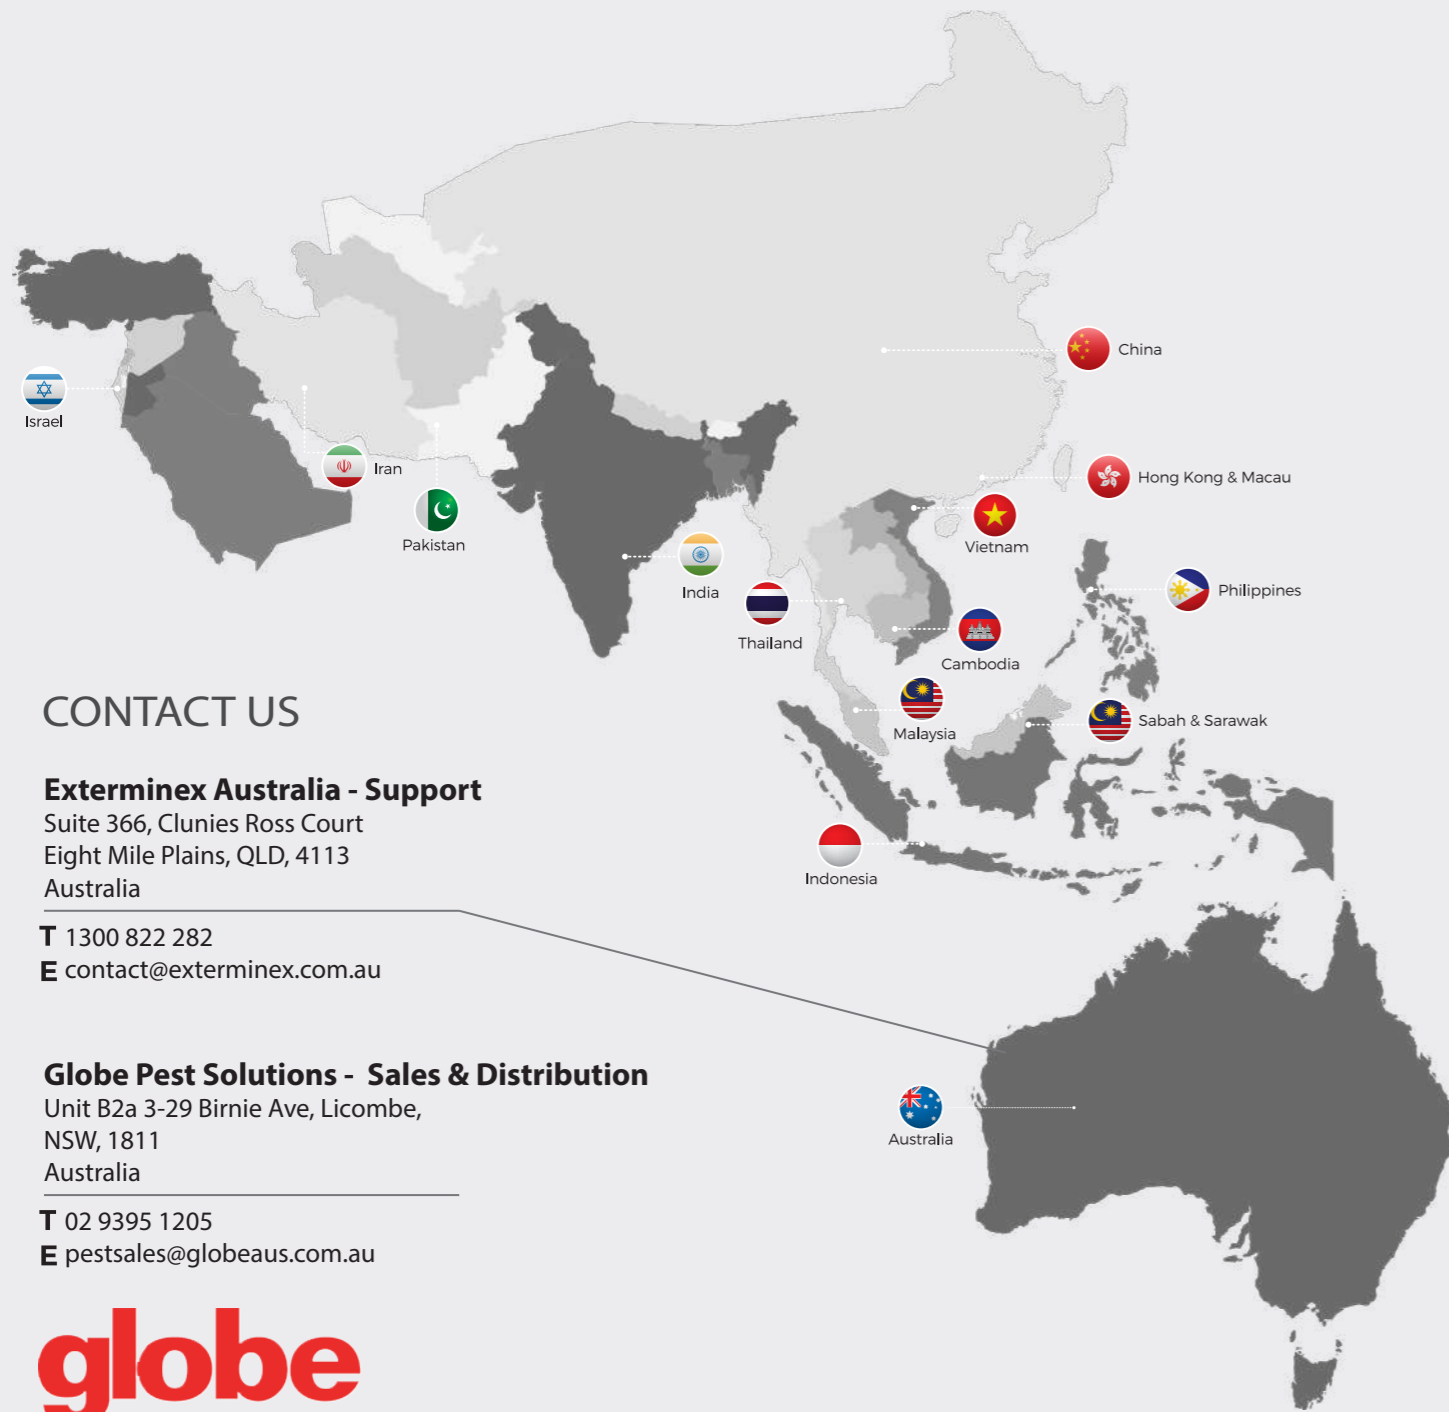 China
Israel
Iran
Hong Kong & Macau
Pakistan
Vietnam
India
Philippines
Thailand
Cambodia
Malaysia
Sabah & Sarawak
Indonesia
Australia
CONTACT US
Exterminex Australia - Support
Suite 366, Clunies Ross Court
Eight Mile Plains, QLD, 4113
Australia
T 1300 822 282
E contact@exterminex.com.au
Globe Pest Solutions - Sales & Distribution
Unit B2a 3-29 Birnie Ave, Licombe,
NSW, 1811
Australia
T 02 9395 1205
E pestsales@globeaus.com.au
globe